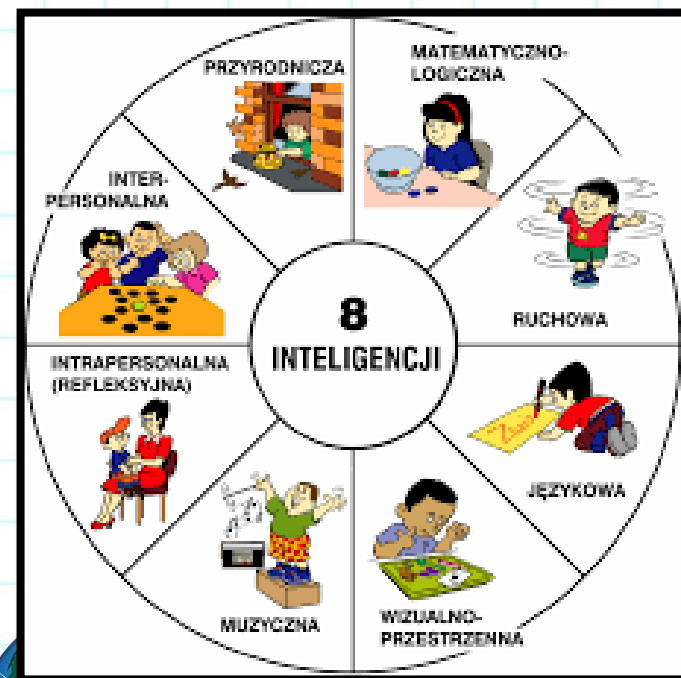 PRZYRODNICZA
MATEMATYCZNO-
LOGICZNA
INTER-
PERSONALNA
RUCHOWA
8
INTELIGENCJI
INTRAPERSONALNA
(REFLEKSYJNA)
JĘZYKOWA
MUZYCZNA
WIZUALNO-
PRZESTRZENNA